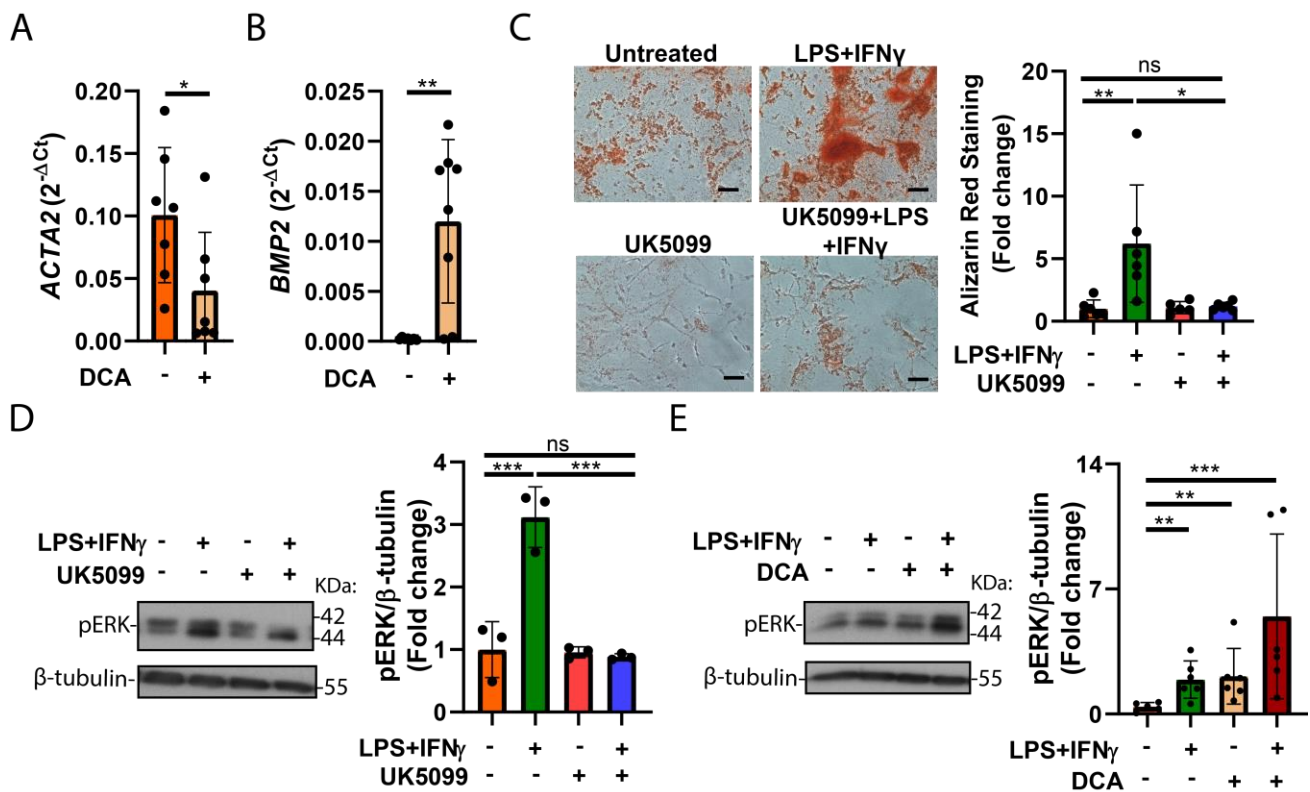 A
ACTA2 (2-ΔCt)
0.20
0.15
0.10
0.05
0.00
*
DCA - +
B
BMP2 (2-ΔCt)
0.025
0.020
0.015
0.010
0.005
0.000
**
DCA - +
C
Untreated
LPS+IFNγ
UK5099
UK5099+LPS
+IFNγ
Alizarin Red Staining
(Fold change)
20
15
10
5
0
ns
** *
LPS+IFNγ - + - +
UK5099 - - + +
D
LPS+IFNγ - + - +
UK5099 - - + +
KDa:
pERK-
-42
-44
β-tubulin-
-55
pERK/β-tubulin
(Fold change)
4
3
2
1
0
ns
*** ***
LPS+IFNγ - + - +
UK5099 - - + +
E
LPS+IFNγ - + - +
DCA - - + +
KDa:
pERK-
-42
-44
β-tubulin-
-55
pERK/β-tubulin
(Fold change)
14
7
0
***
**
**
LPS+IFNγ - + - +
DCA - - + +